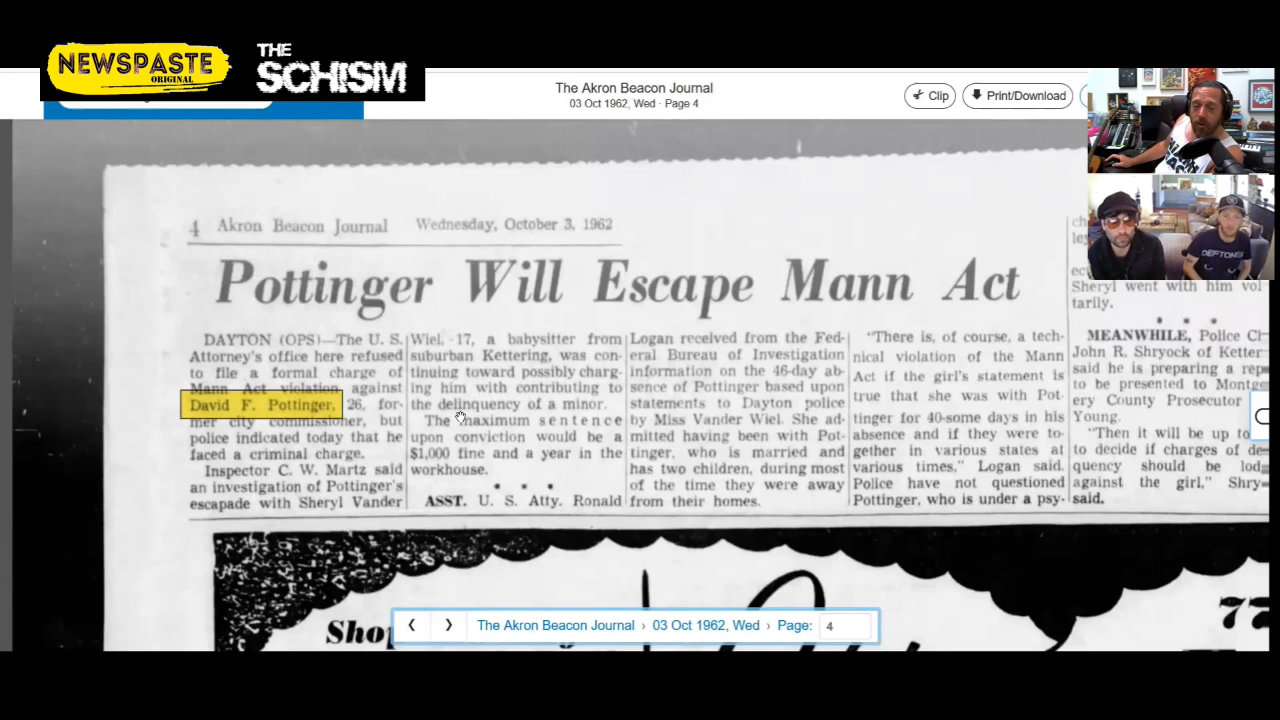 NEWSPASTE
ORIGINAL
THE
SCHISM
The Akron Beacon Journal
03 Oct 1962, Wed · Page 4
Clip
Print/Download
DEFTONES
4 Akron Beacon Journal Wednesday, October 3, 1962
Pottinger Will Escape Mann Act
DAYTON (OPS)—The U. S.
Attorney's office here refused
to file a formal charge of
Mann Act violation against
David F. Pottinger, 26, for-
mer city commissioner, but
police indicated today that he
faced a criminal charge.
Inspector C. W. Martz said
an investigation of Pottinger's
escapade with Sheryl Vander
Wiel, 17, a babysitter from
suburban Kettering, was con-
tinuing toward possibly charg-
ing him with contributing to
the delinquency of a minor.
The maximum sentence
upon conviction would be a
$1,000 fine and a year in the
workhouse.
• • •
ASST. U. S. Atty. Ronald
Logan received from the Fed-
eral Bureau of Investigation
information on the 46-day ab-
sence of Pottinger based upon
statements to Dayton police
by Miss Vander Wiel. She ad-
mitted having been with Pot-
tinger, who is married and
has two children, during most
of the time they were away
from their homes.
"There is, of course, a tech-
nical violation of the Mann
Act if the girl's statement is
true that she was with Pot-
tinger for 40-some days in his
absence and if they were to-
gether in various states at
various times," Logan said.
Police have not questioned
Pottinger, who is under a psy-
Sheryl went with him vol
tarily.
• • •
MEANWHILE, Police
John R. Shryock of Ketter
said he is preparing a rep
to be presented to Montg
ery County Prosecutor
Young.
"Then it will be up to
to decide if charges of de
quency should be lod
against the girl," Shry
said.
Shop
77
The Akron Beacon Journal › 03 Oct 1962, Wed › Page: 4